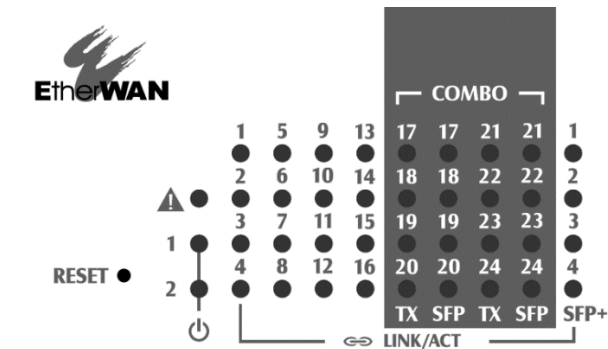 EtherWAN
COMBO
1 5 9 13 17 17 21 21 1
2 6 10 14 18 18 22 22 2
3 7 11 15 19 19 23 23 3
1
4 8 12 16 20 20 24 24 4
RESET
2
TX SFP TX SFP SFP+
LINK/ACT